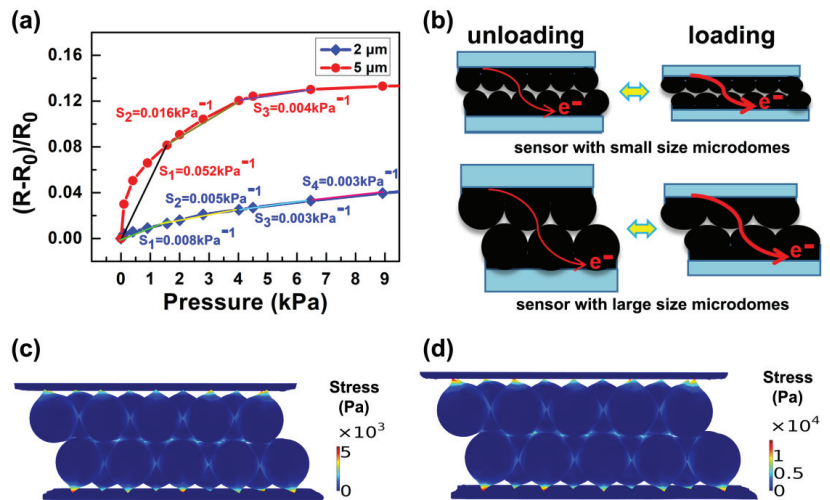 (a)
0.16
0.12
0.08
0.04
0.00
(R-R₀)/R₀
2 μm
5 μm
S₂=0.016kPa⁻¹
S₃=0.004kPa⁻¹
S₁=0.052kPa⁻¹
S₂=0.005kPa⁻¹
S₄=0.003kPa⁻¹
S₃=0.003kPa⁻¹
S₁=0.008kPa⁻¹
0 1 2 3 4 5 6 7 8 9
Pressure (kPa)
(b)
unloading loading
e⁻ e⁻
sensor with small size microdomes
e⁻ e⁻
sensor with large size microdomes
(c)
Stress
(Pa)
×10³
5
0
(d)
Stress
(Pa)
×10⁴
1
0.5
0